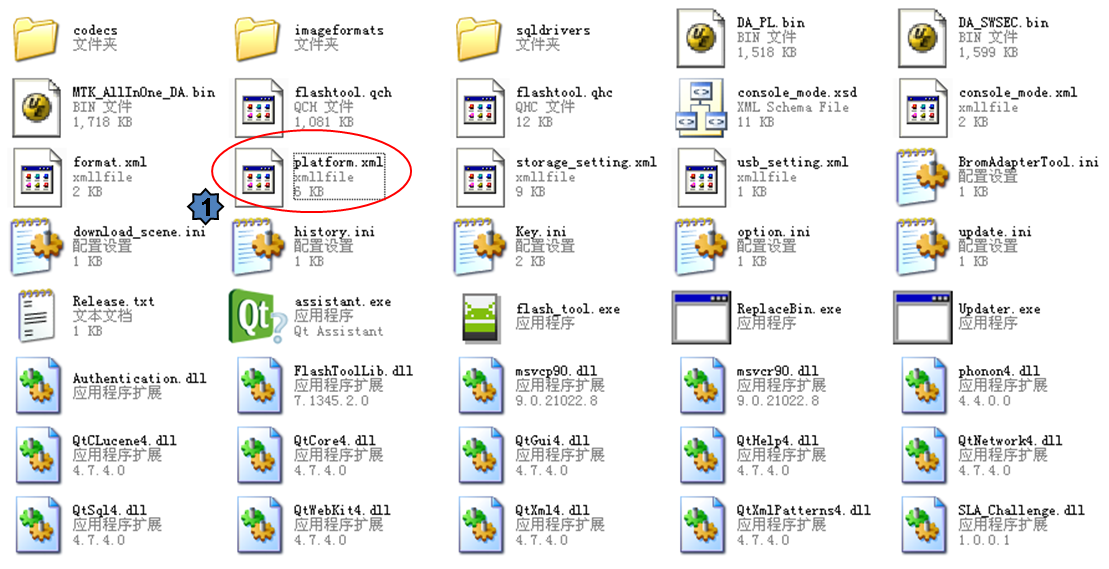 codecs
文件夹
imageformats
文件夹
sqldrivers
文件夹
DA_PL.bin
BIN 文件
1,518 KB
DA_SWSEC.bin
BIN 文件
1,599 KB
MTK_AllInOne_DA.bin
BIN 文件
1,718 KB
flashtool.qch
QCH 文件
1,081 KB
flashtool.qhc
QHC 文件
12 KB
console_mode.xsd
XML Schema File
11 KB
console_mode.xml
xmllfile
2 KB
format.xml
xmllfile
2 KB
platform.xml
xmllfile
6 KB
storage_setting.xml
xmllfile
9 KB
usb_setting.xml
xmllfile
1 KB
BromAdapterTool.ini
配置设置
1 KB
1
download_scene.ini
配置设置
1 KB
history.ini
配置设置
1 KB
Key.ini
配置设置
2 KB
option.ini
配置设置
1 KB
update.ini
配置设置
1 KB
Release.txt
文本文档
1 KB
Qt
assistant.exe
应用程序
Qt Assistant
flash_tool.exe
应用程序
ReplaceBin.exe
应用程序
Updater.exe
应用程序
Authentication.dll
应用程序扩展
FlashToolLib.dll
应用程序扩展
7.1345.2.0
msvcp90.dll
应用程序扩展
9.0.21022.8
msvcr90.dll
应用程序扩展
9.0.21022.8
phonon4.dll
应用程序扩展
4.4.0.0
QtCLucene4.dll
应用程序扩展
4.7.4.0
QtCore4.dll
应用程序扩展
4.7.4.0
QtGui4.dll
应用程序扩展
4.7.4.0
QtHelp4.dll
应用程序扩展
4.7.4.0
QtNetwork4.dll
应用程序扩展
4.7.4.0
QtSql4.dll
应用程序扩展
4.7.4.0
QtWebKit4.dll
应用程序扩展
4.7.4.0
QtXml4.dll
应用程序扩展
4.7.4.0
QtXmlPatterns4.dll
应用程序扩展
4.7.4.0
SLA_Challenge.dll
应用程序扩展
1.0.0.1